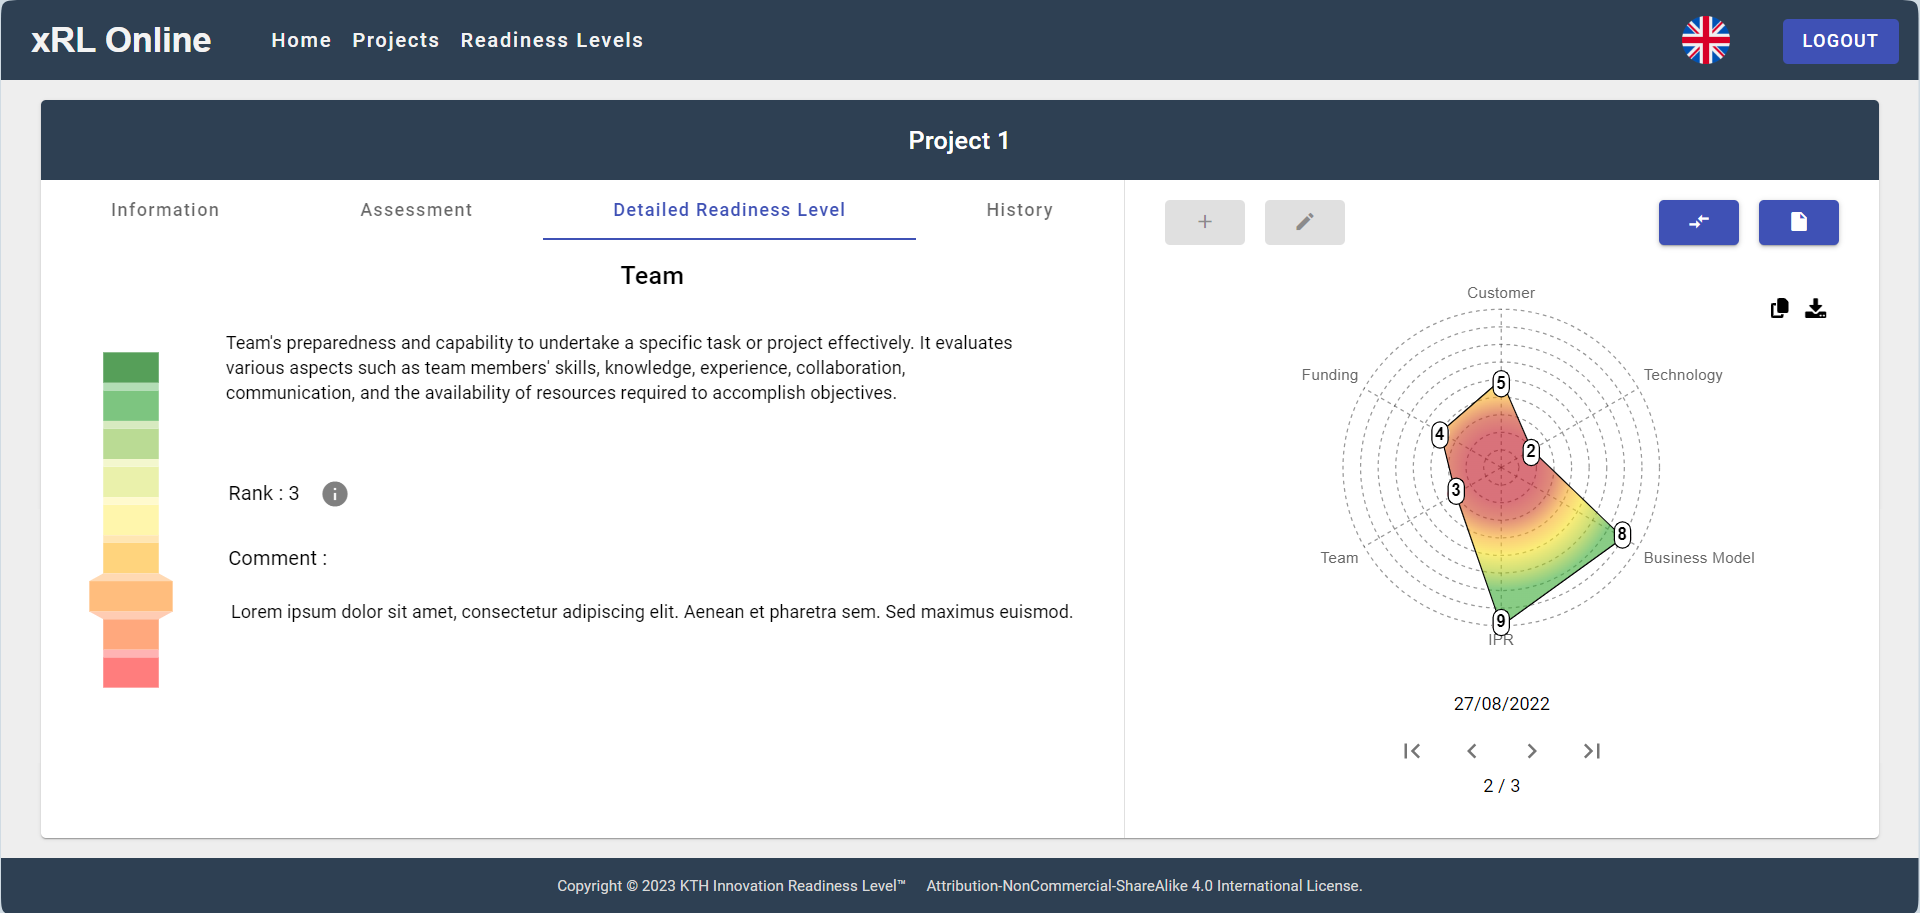 xRL Online
Home Projects Readiness Levels
LOGOUT
Project 1
Information Assessment Detailed Readiness Level History
Team
Team's preparedness and capability to undertake a specific task or project effectively. It evaluates
various aspects such as team members' skills, knowledge, experience, collaboration,
communication, and the availability of resources required to accomplish objectives.
Rank : 3
Comment :
Lorem ipsum dolor sit amet, consectetur adipiscing elit. Aenean et pharetra sem. Sed maximus euismod.
Customer
Funding
Technology
5
4
2
3
8
Team
Business Model
9
IPR
27/08/2022
2 / 3
Copyright © 2023 KTH Innovation Readiness Level™ Attribution-NonCommercial-ShareAlike 4.0 International License.